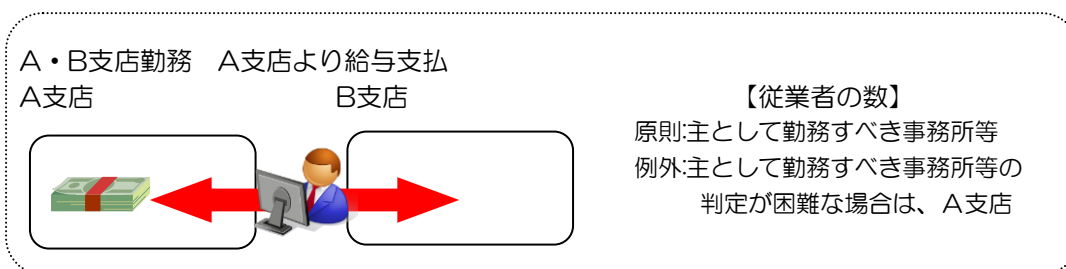 A・B支店勤務　A支店より給与支払
A支店　B支店
【従業者の数】
原則:主として勤務すべき事務所等
例外:主として勤務すべき事務所等の
判定が困難な場合は、A支店